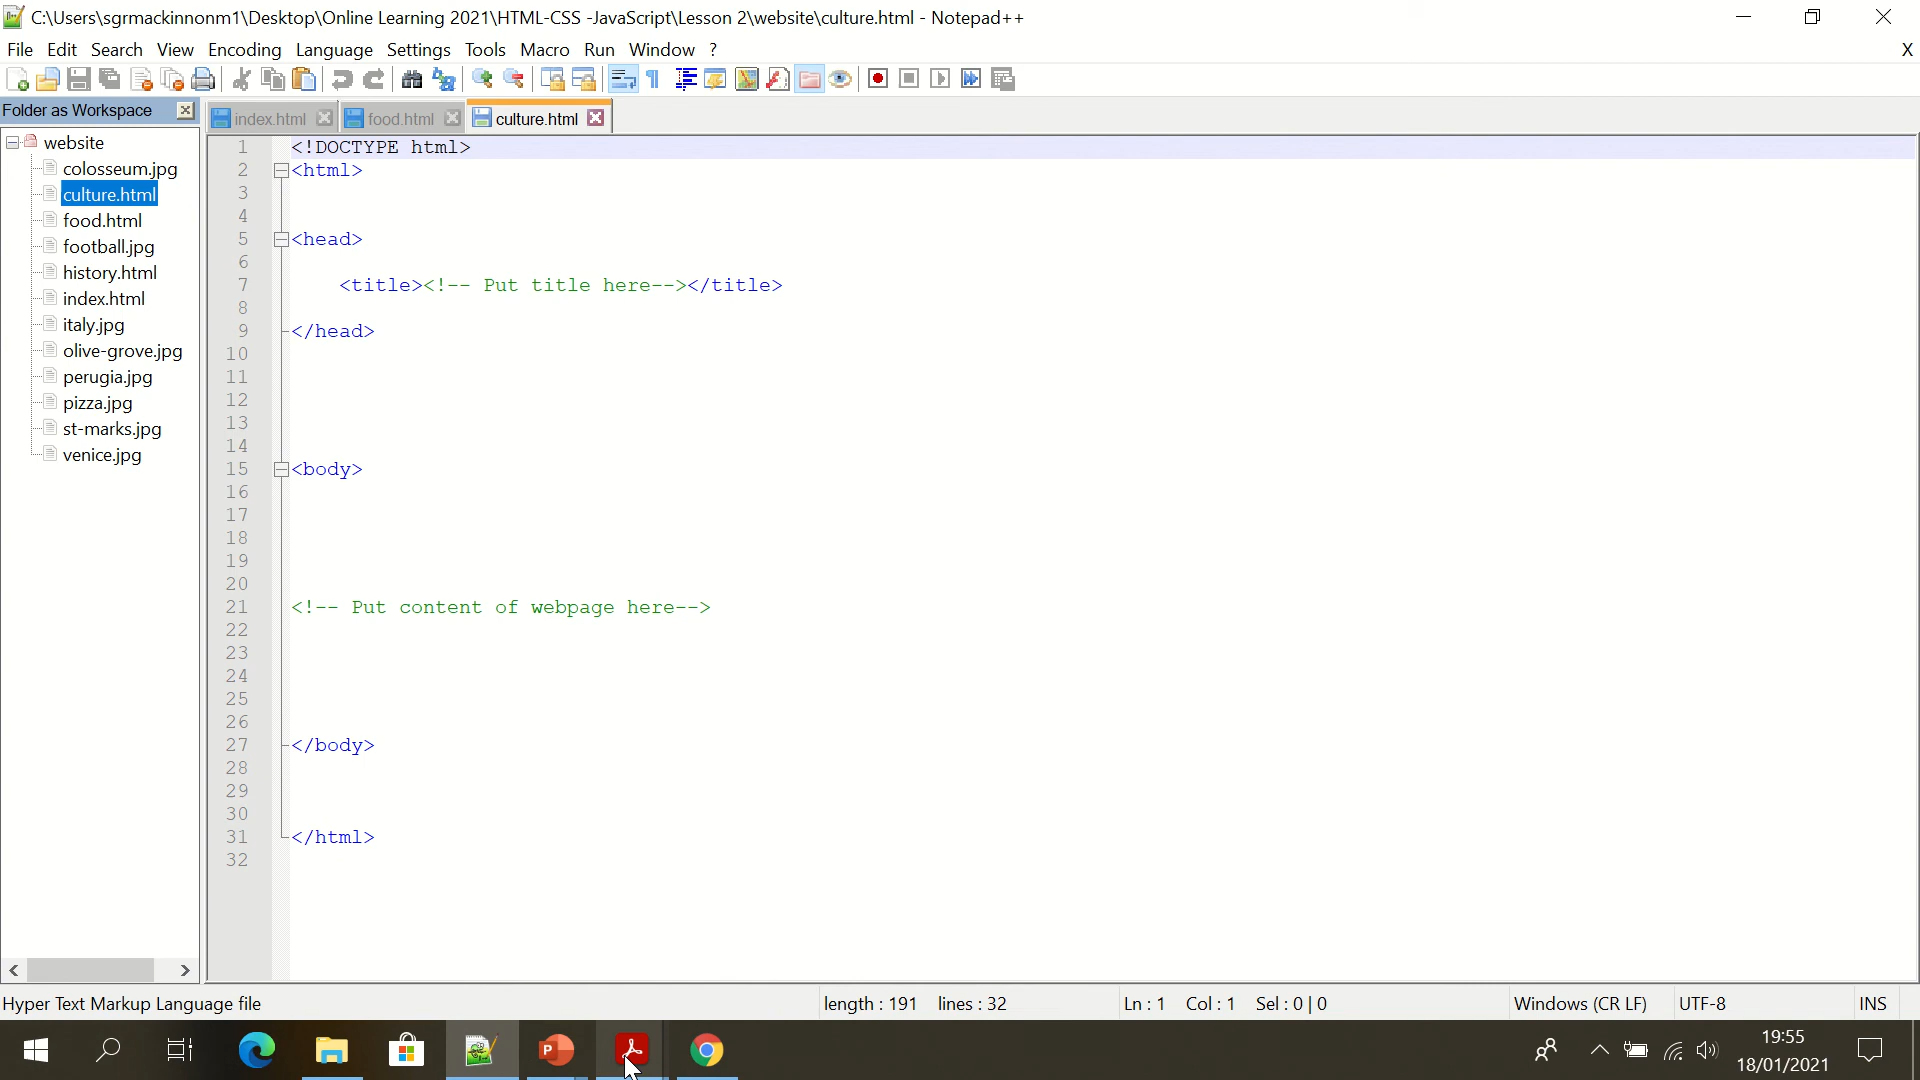 C:\Users\sgrmackinnonm1\Desktop\Online Learning 2021\HTML-CSS -JavaScript\Lesson 2\website\culture.html - Notepad++
File Edit Search View Encoding Language Settings Tools Macro Run Window ? X
Folder as Workspace
index.html food.html culture.html
website
colosseum.jpg
culture.html
food.html
football.jpg
history.html
index.html
italy.jpg
olive-grove.jpg
perugia.jpg
pizza.jpg
st-marks.jpg
venice.jpg
1 <!DOCTYPE html>
2 <html>
3
4
5 <head>
6
7 <title><!-- Put title here--></title>
8
9 </head>
10
11
12
13
14
15 <body>
16
17
18
19
20
21 <!-- Put content of webpage here-->
22
23
24
25
26
27 </body>
28
29
30
31 </html>
32
Hyper Text Markup Language file length : 191 lines : 32 Ln : 1 Col : 1 Sel : 0 | 0 Windows (CR LF) UTF-8 INS
19:55
18/01/2021